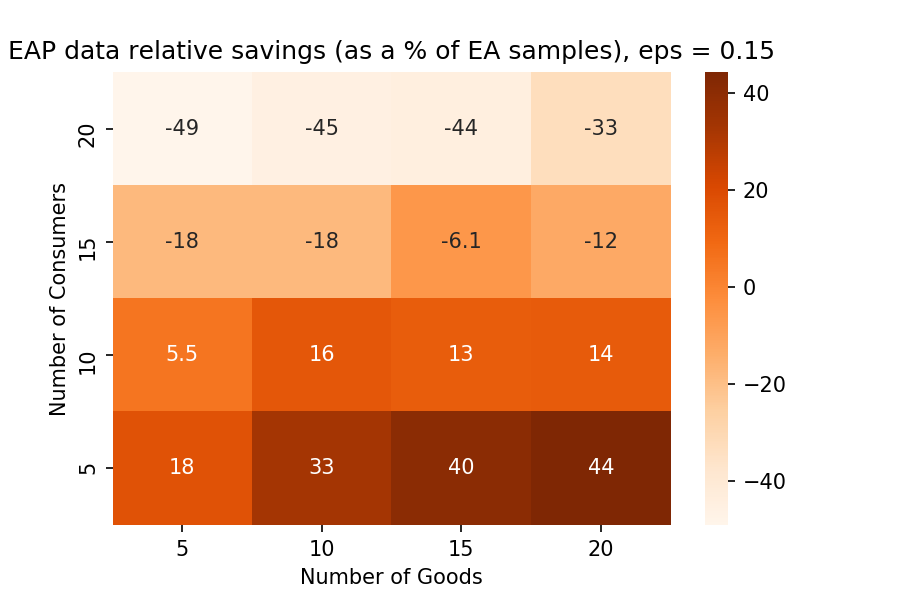 EAP data relative savings (as a % of EA samples), eps = 0.15
Number of Consumers
20 -49 -45 -44 -33
15 -18 -18 -6.1 -12
10 5.5 16 13 14
5 18 33 40 44
5 10 15 20
Number of Goods
40
20
0
−20
−40